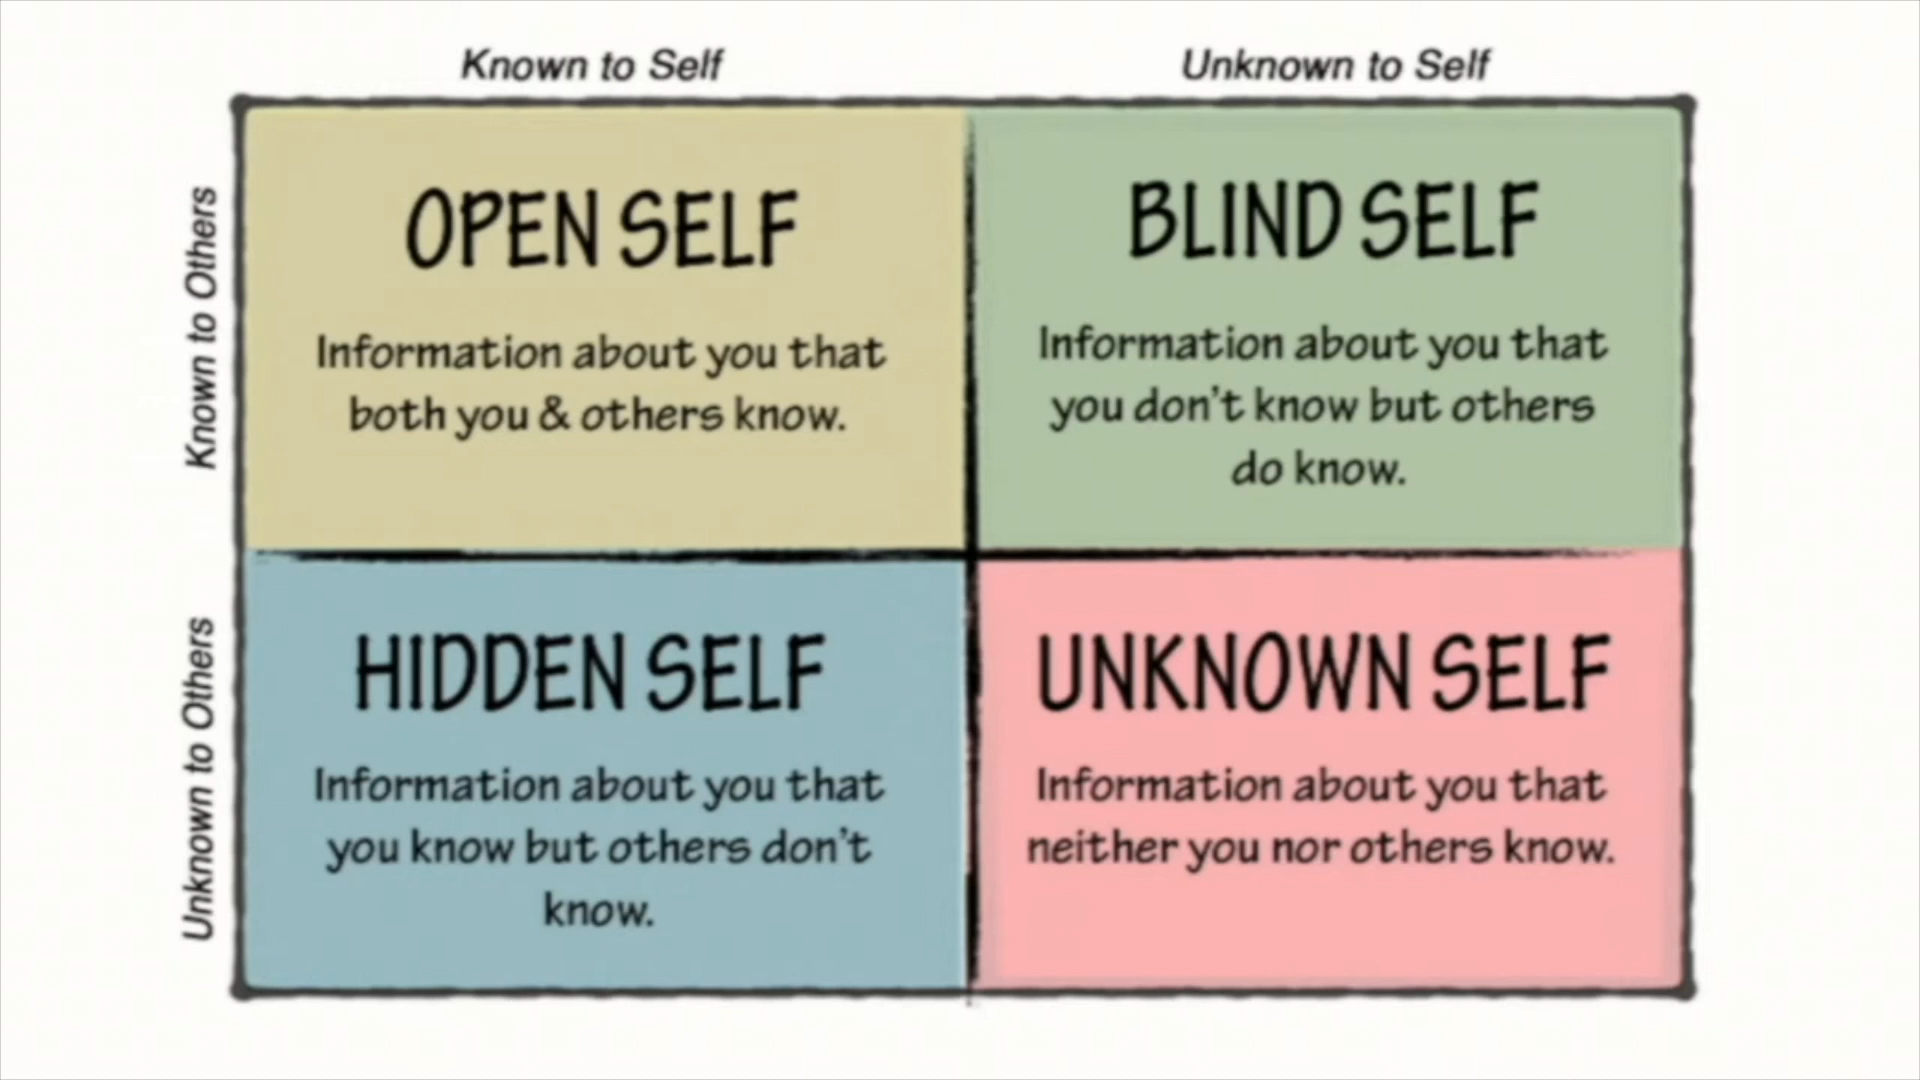 Known to Self
Unknown to Self
Known to Others
OPEN SELF
Information about you that
both you & others know.
BLIND SELF
Information about you that
you don't know but others
do know.
Unknown to Others
HIDDEN SELF
Information about you that
you know but others don't
know.
UNKNOWN SELF
Information about you that
neither you nor others know.